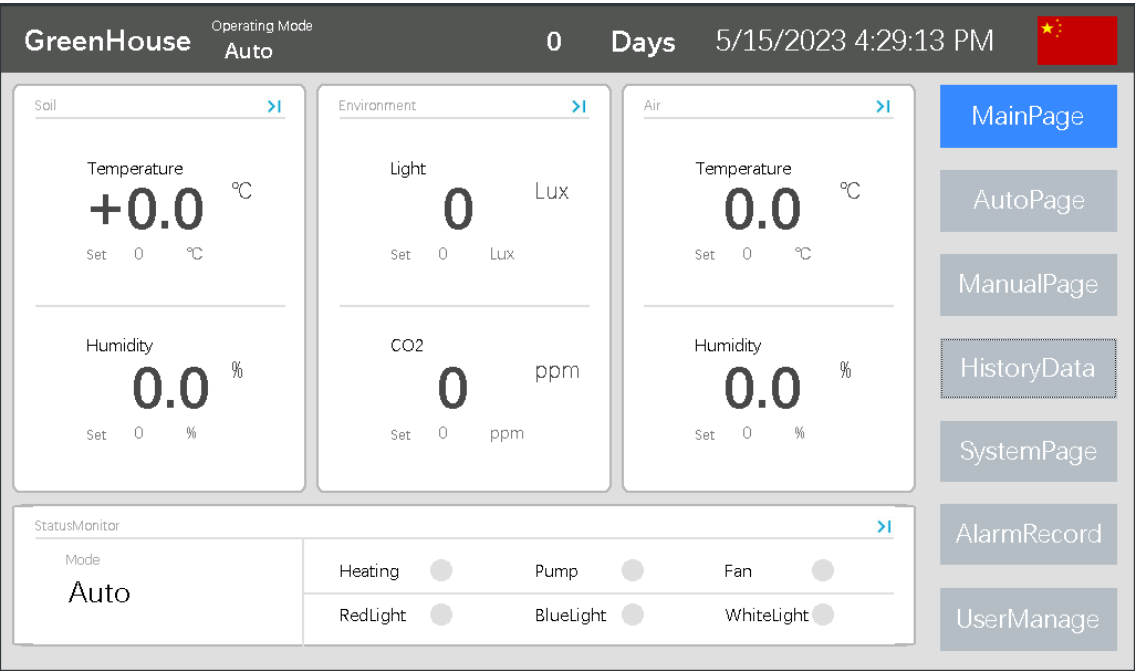 GreenHouse
Operating Mode
Auto
0 Days 5/15/2023 4:29:13 PM
Soil
Temperature
+0.0 ℃
Set 0 ℃
Humidity
0.0 %
Set 0 %
Environment
Light
0 Lux
Set 0 Lux
CO2
0 ppm
Set 0 ppm
Air
Temperature
0.0 ℃
Set 0 ℃
Humidity
0.0 %
Set 0 %
StatusMonitor
Mode
Auto
Heating Pump Fan
RedLight BlueLight WhiteLight
MainPage
AutoPage
ManualPage
HistoryData
SystemPage
AlarmRecord
UserManage